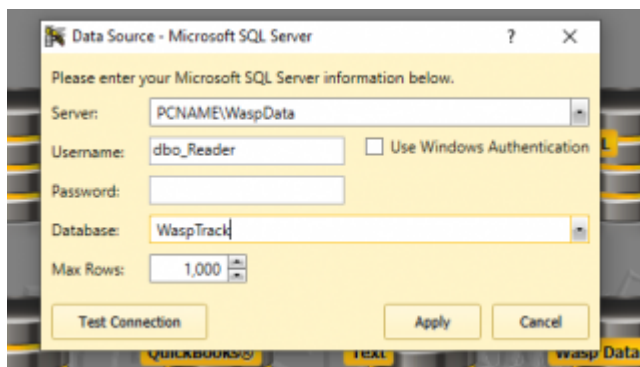 Data Source - Microsoft SQL Server
Please enter your Microsoft SQL Server information below.
Server: PCNAME\WaspData
Username: dbo_Reader Use Windows Authentication
Password:
Database: WaspTrack
Max Rows: 1,000
Test Connection Apply Cancel
QuickBooks® Text Wasp Data